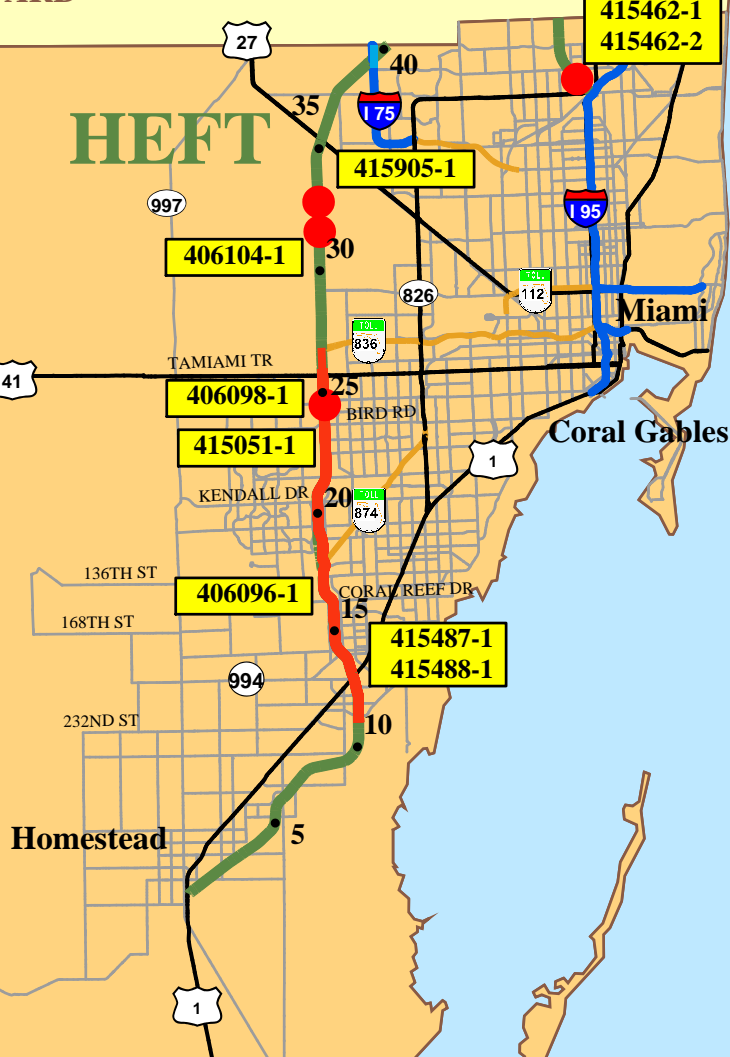 415462-1
415462-2
27
40
35
I 75
HEFT
415905-1
997
I 95
30
406104-1
826
TOLL
112
Miami
TOLL
836
TAMIAMI TR
41
25
406098-1
BIRD RD
Coral Gables
415051-1
1
KENDALL DR
20
TOLL
874
136TH ST
406096-1
CORAL REEF DR
15
168TH ST
415487-1
415488-1
994
232ND ST
10
Homestead
5
1